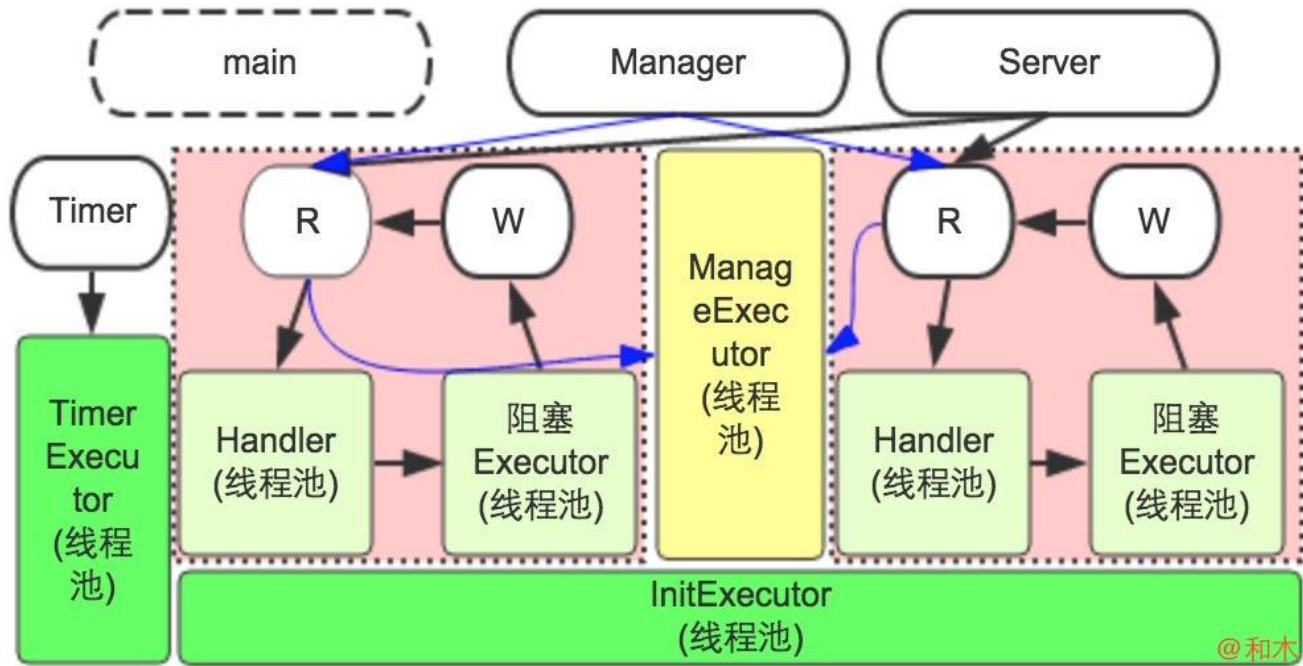 main
Manager
Server
Timer
R
W
R
W
Manag
eExec
utor
(线程
池)
Timer
Execu
tor
(线程
池)
Handler
(线程池)
阻塞
Executor
(线程池)
Handler
(线程池)
阻塞
Executor
(线程池)
InitExecutor
(线程池)
@和木